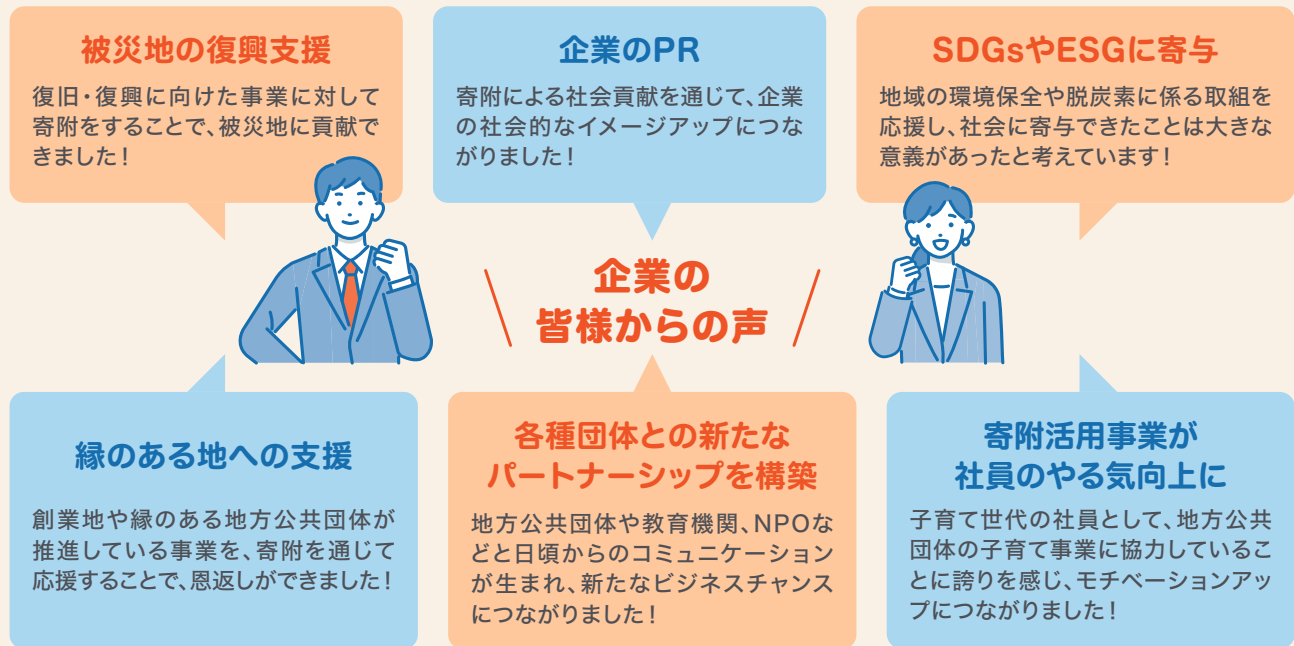 被災地の復興支援
復旧・復興に向けた事業に対して
寄附をすることで、被災地に貢献で
きました！
企業のPR
寄附による社会貢献を通じて、企業
の社会的なイメージアップにつな
がりました！
SDGsやESGに寄与
地域の環境保全や脱炭素に係る取組を
応援し、社会に寄与できたことは大きな
意義があったと考えています！
企業の
皆様からの声
縁のある地への支援
創業地や縁のある地方公共団体が
推進している事業を、寄附を通じて
応援することで、恩返しができました！
各種団体との新たな
パートナーシップを構築
地方公共団体や教育機関、NPOな
どと日頃からのコミュニケーション
が生まれ、新たなビジネスチャンス
につながりました！
寄附活用事業が
社員のやる気向上に
子育て世代の社員として、地方公共
団体の子育て事業に協力しているこ
とに誇りを感じ、モチベーションアッ
プにつながりました！